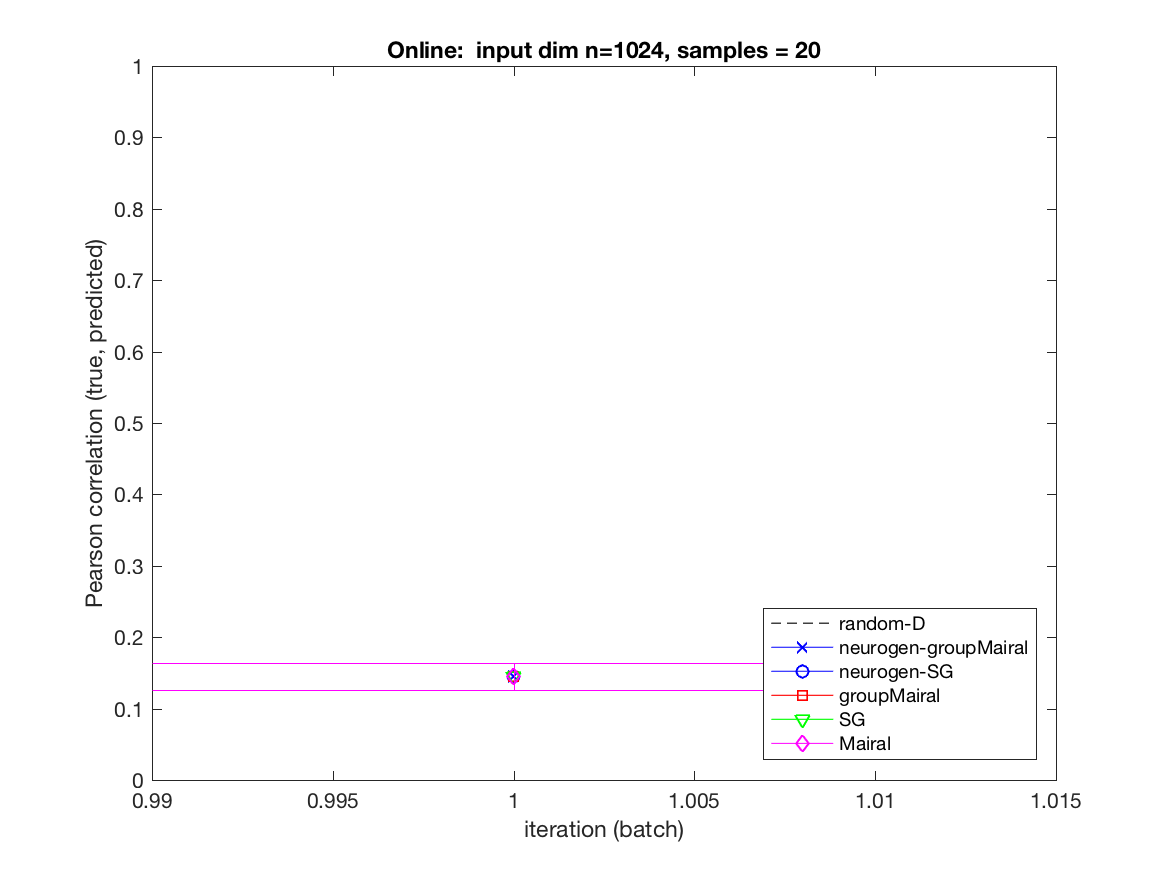 Online:  input dim n=1024, samples = 20
Pearson correlation (true, predicted)
1
0.9
0.8
0.7
0.6
0.5
0.4
0.3
0.2
0.1
0
0.99
0.995
1
1.005
1.01
1.015
iteration (batch)
random-D
neurogen-groupMairal
neurogen-SG
groupMairal
SG
Mairal